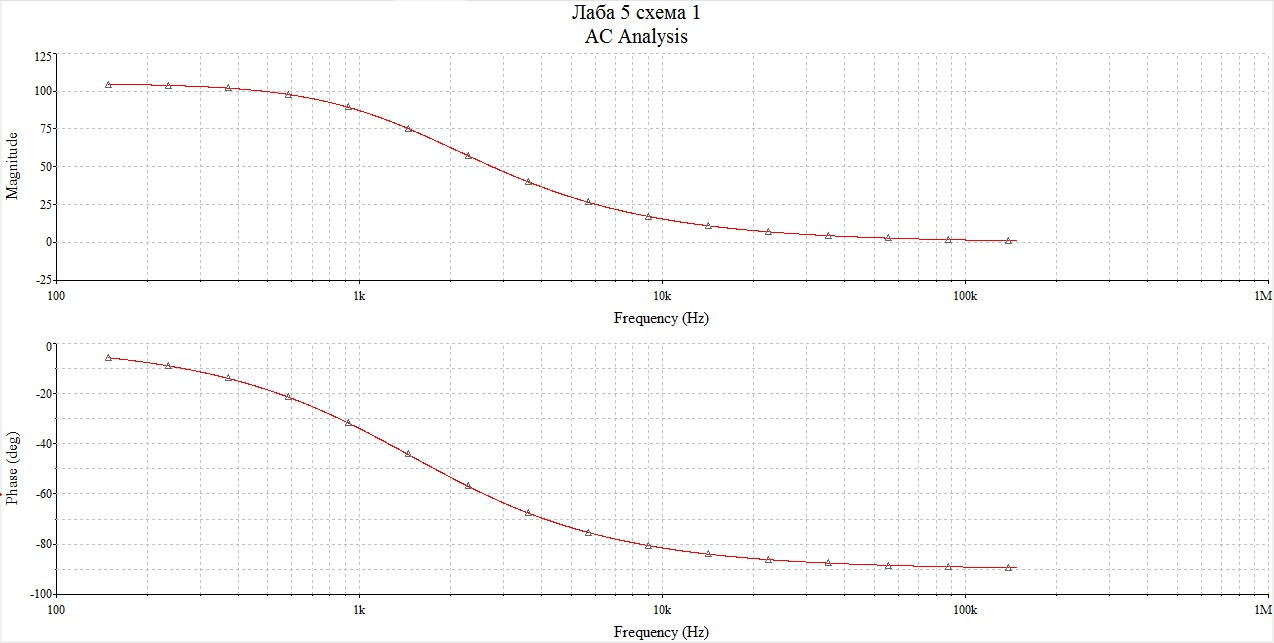 Лаба 5 схема 1
AC Analysis
Magnitude
125
100
75
50
25
0
-25
100
1k
10k
100k
1M
Frequency (Hz)
Phase (deg)
0
-20
-40
-60
-80
-100
100
1k
10k
100k
1M
Frequency (Hz)